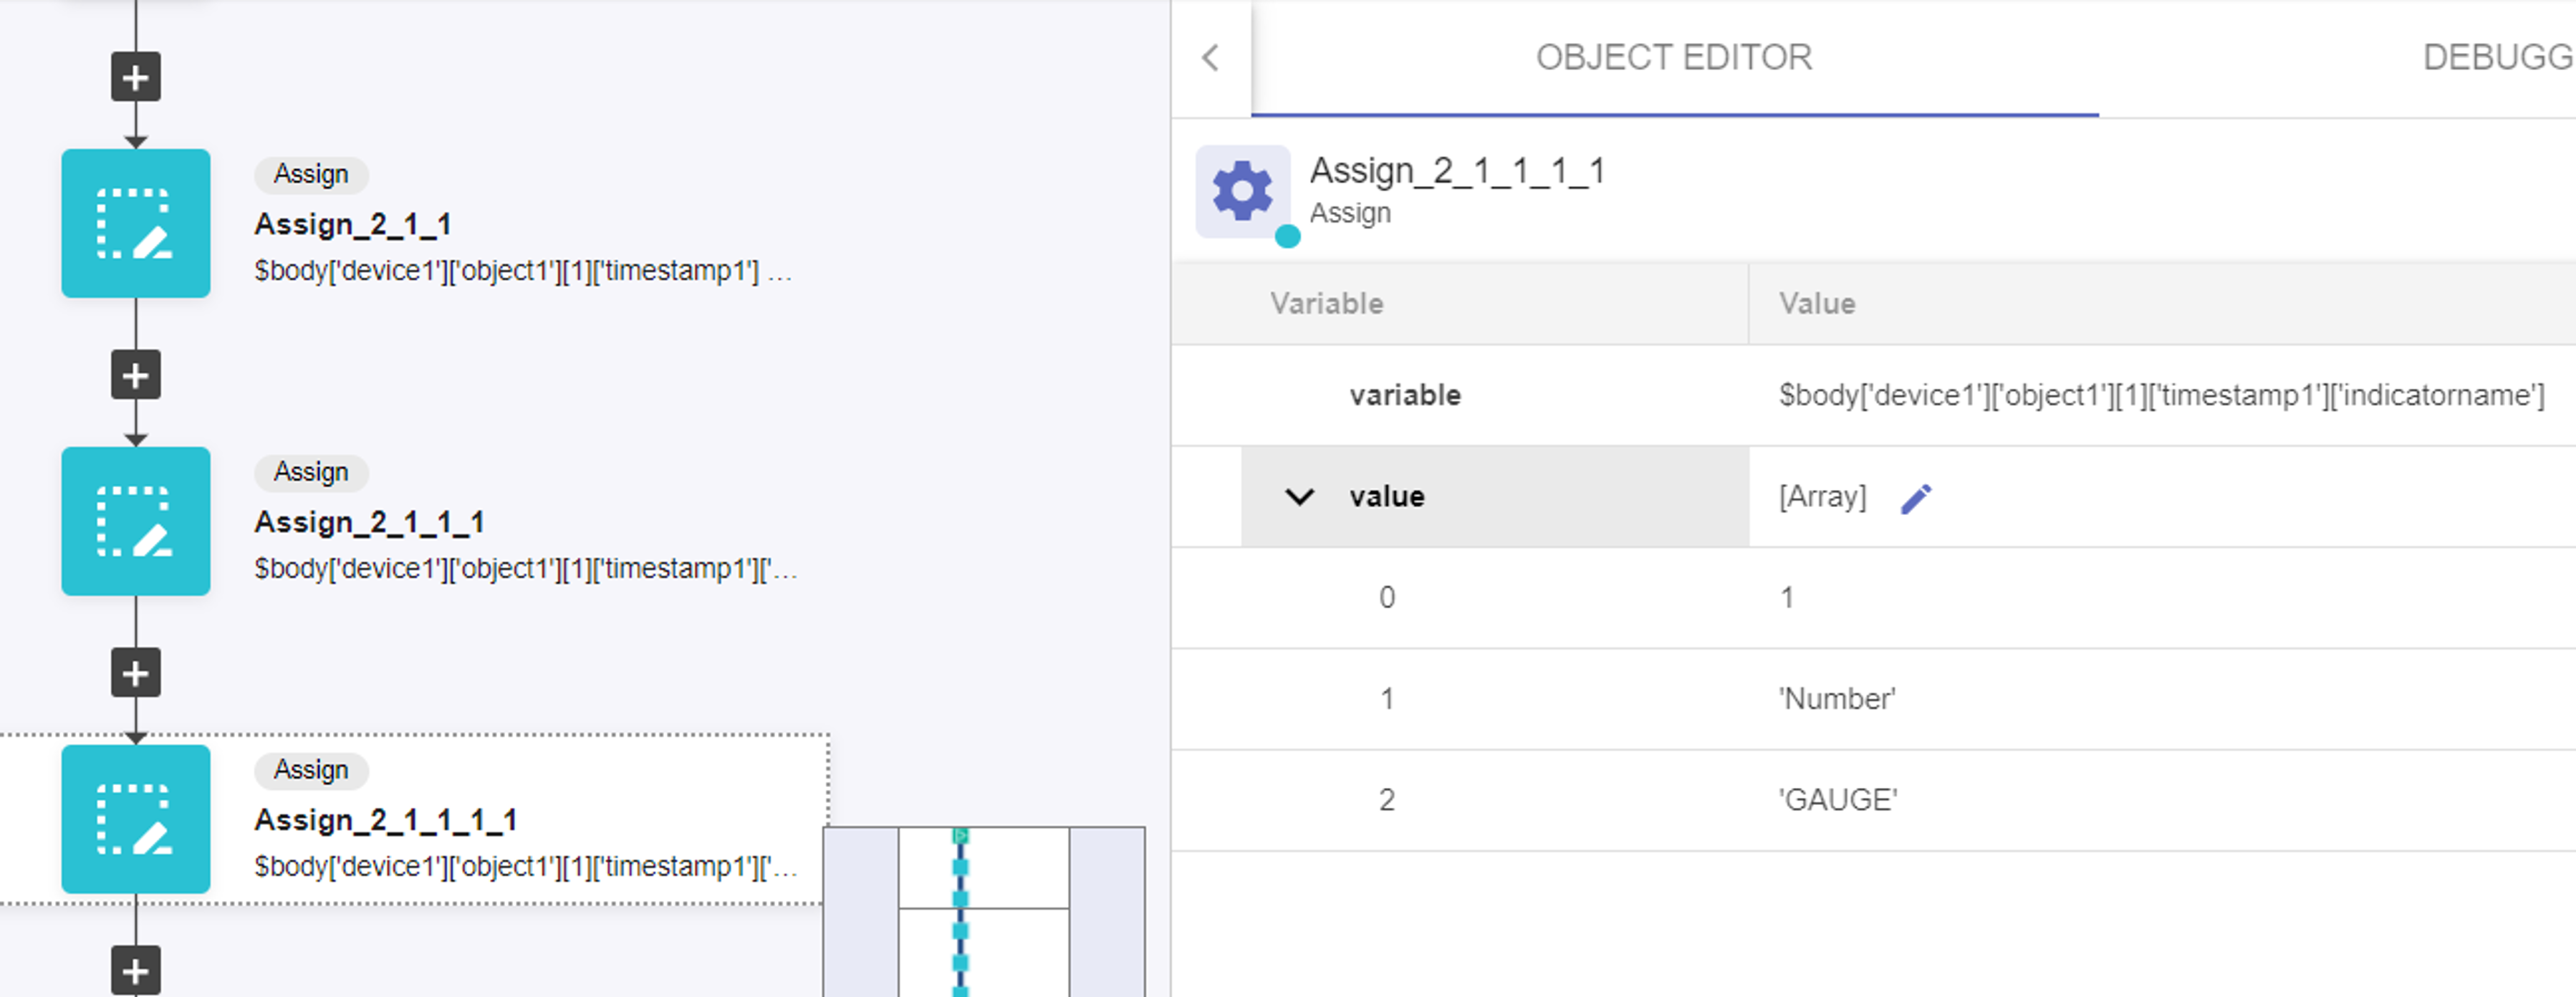 Assign
Assign_2_1_1
$body['device1']['object1'][1]['timestamp1'] ...
Assign
Assign_2_1_1_1
$body['device1']['object1'][1]['timestamp1']['...
Assign
Assign_2_1_1_1_1
$body['device1']['object1'][1]['timestamp1']['...
OBJECT EDITOR
DEBUGG
Assign_2_1_1_1_1
Assign
Variable Value
variable $body['device1']['object1'][1]['timestamp1']['indicatorname']
value [Array]
0 1
1 'Number'
2 'GAUGE'